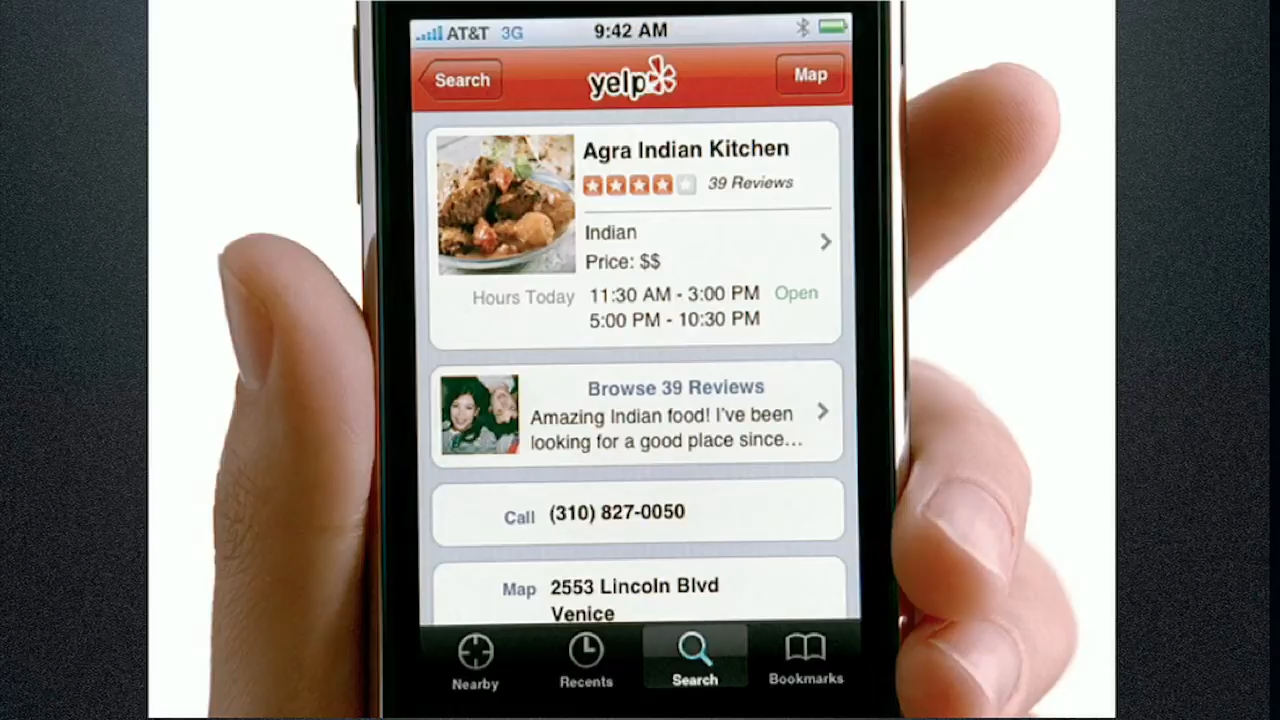 AT&T 3G 9:42 AM
Search yelp Map
Agra Indian Kitchen
39 Reviews
Indian
Price: $$
Hours Today 11:30 AM - 3:00 PM Open
5:00 PM - 10:30 PM
Browse 39 Reviews
Amazing Indian food! I've been
looking for a good place since...
Call (310) 827-0050
Map 2553 Lincoln Blvd
Venice
Nearby Recents Search Bookmarks